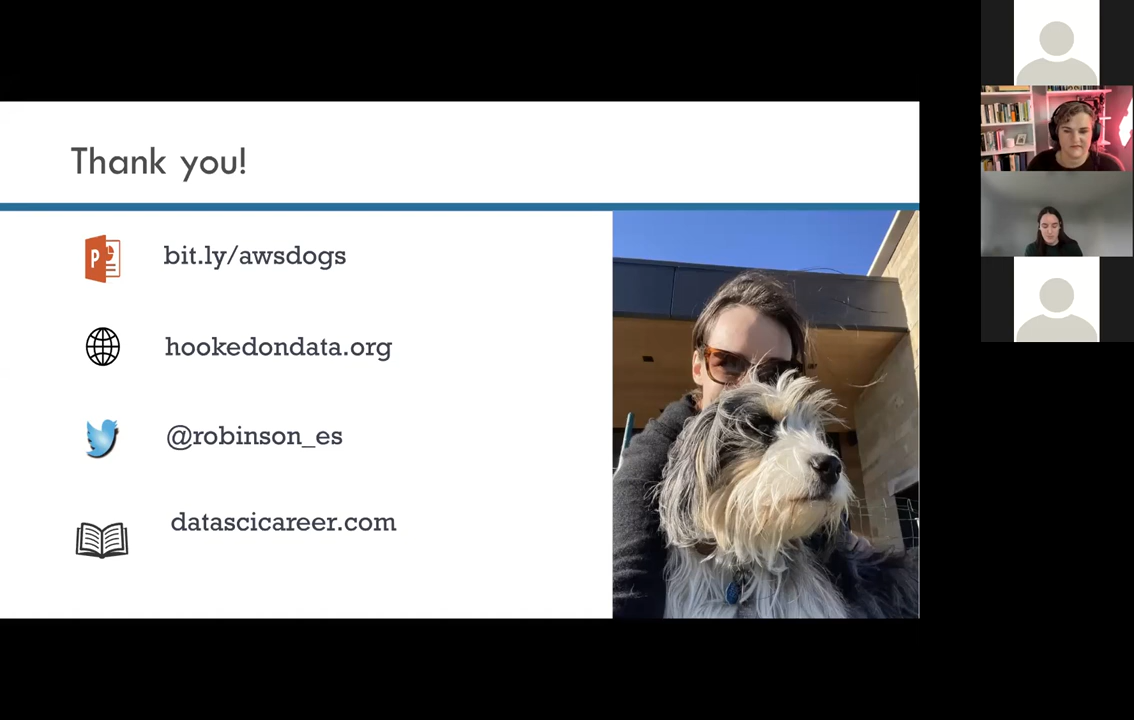 Thank you!
P
bit.ly/awsdogs
hookedondata.org
@robinson_es
datascicareer.com